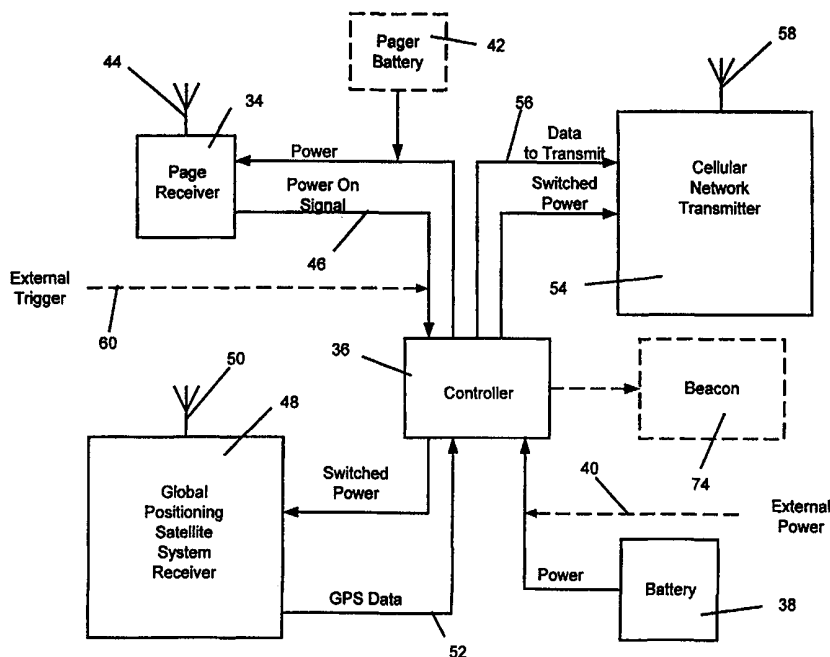 Pager
Battery
42
58
44
34
56
Page
Receiver
Power
Power On
Signal
46
Data
to Transmit
Switched
Power
Cellular
Network
Transmitter
54
External
Trigger
60
36
Controller
Beacon
74
50
48
Global
Positioning
Satellite
System
Receiver
Switched
Power
GPS Data
52
40
External
Power
Power
Battery
38